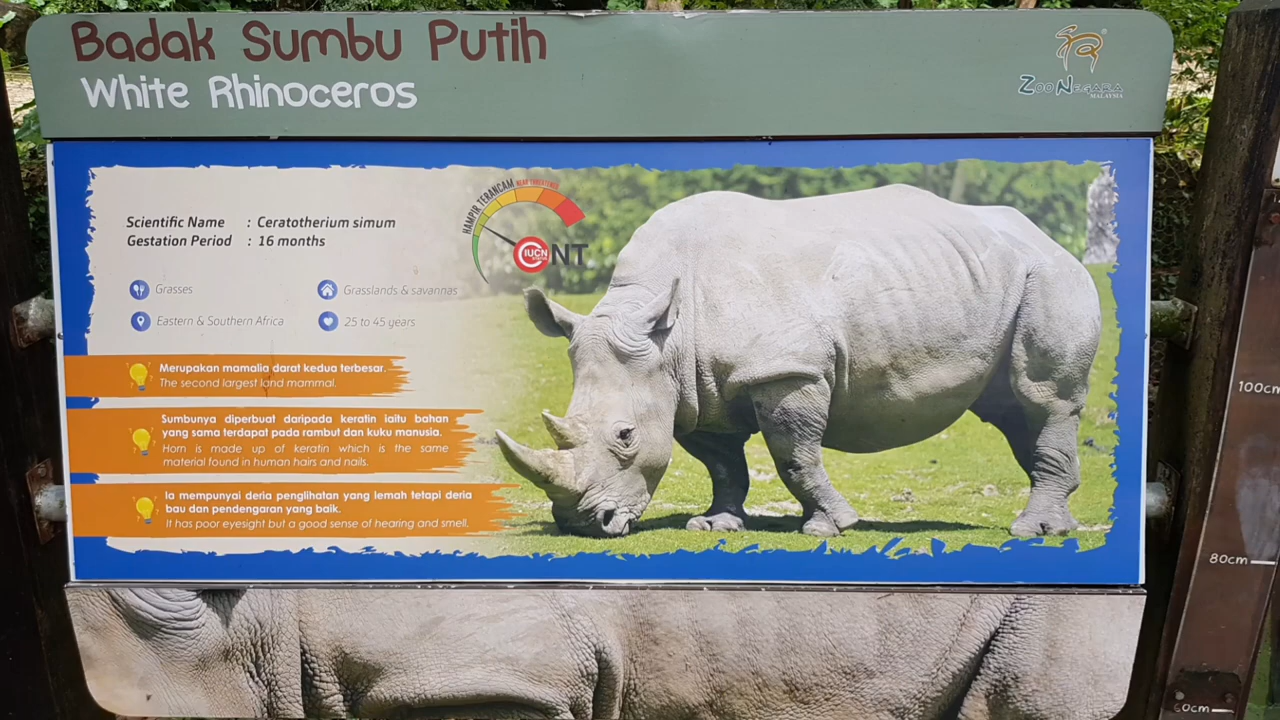 Badak Sumbu Putih
White Rhinoceros
ZOO NEGARA
MALAYSIA
Scientific Name : Ceratotherium simum
Gestation Period : 16 months
HAMPIR TERANCAM NEAR THREATENED
IUCN
STATUS
NT
Grasses
Grasslands & savannas
Eastern & Southern Africa
25 to 45 years
Merupakan mamalia darat kedua terbesar.
The second largest land mammal.
Sumbunya diperbuat daripada keratin iaitu bahan
yang sama terdapat pada rambut dan kuku manusia.
Horn is made up of keratin which is the same
material found in human hairs and nails.
Ia mempunyai deria penglihatan yang lemah tetapi deria
bau dan pendengaran yang baik.
It has poor eyesight but a good sense of hearing and smell.
100cm
80cm
60cm